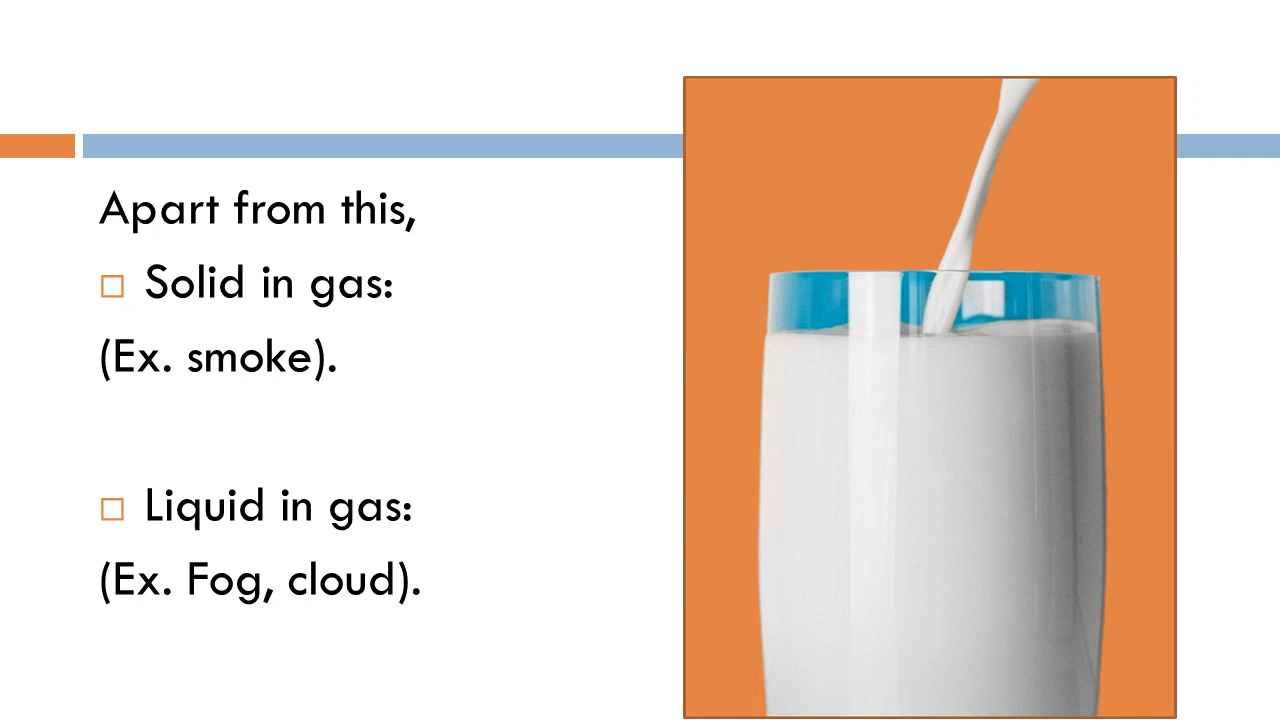 Apart from this,
Solid in gas:
(Ex. smoke).
Liquid in gas:
(Ex. Fog, cloud).